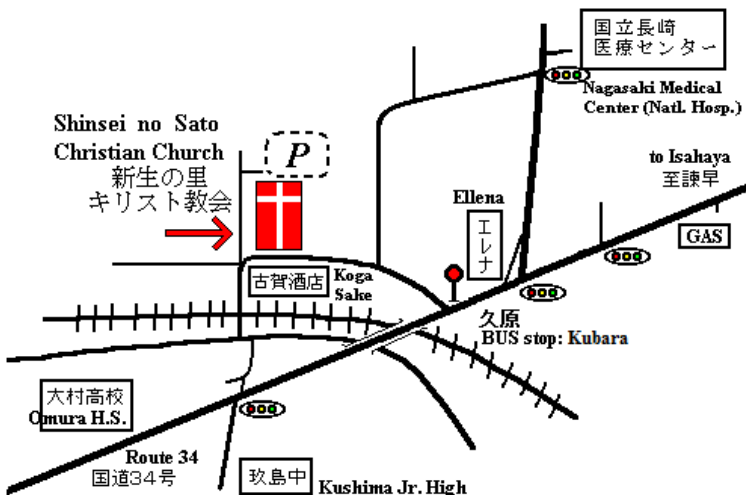 国立長崎
医療センター
Nagasaki Medical
Center (Natl. Hosp.)
Shinsei no Sato
Christian Church
新生の里
キリスト教会
P
to Isahaya
至諫早
Ellena
エレナ
GAS
古賀酒店
Koga
Sake
久原
BUS stop: Kubara
大村高校
Omura H.S.
Route 34
国道34号
玖島中
Kushima Jr. High